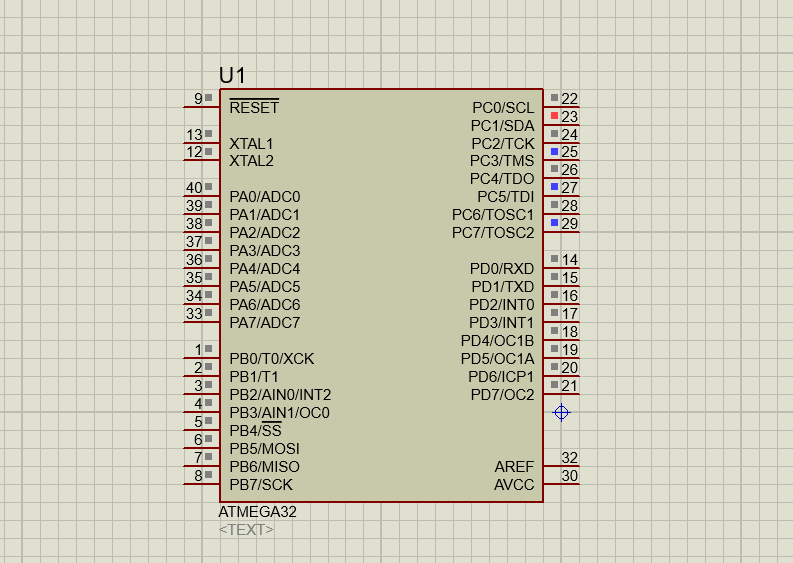 U1
9 RESET PC0/SCL 22
PC1/SDA 23
13 XTAL1 PC2/TCK 24
12 XTAL2 PC3/TMS 25
PC4/TDO 26
40 PA0/ADC0 PC5/TDI 27
39 PA1/ADC1 PC6/TOSC1 28
38 PA2/ADC2 PC7/TOSC2 29
37 PA3/ADC3
36 PA4/ADC4 PD0/RXD 14
35 PA5/ADC5 PD1/TXD 15
34 PA6/ADC6 PD2/INT0 16
33 PA7/ADC7 PD3/INT1 17
PD4/OC1B 18
1 PB0/T0/XCK PD5/OC1A 19
2 PB1/T1 PD6/ICP1 20
3 PB2/AIN0/INT2 PD7/OC2 21
4 PB3/AIN1/OC0
5 PB4/SS
6 PB5/MOSI
7 PB6/MISO AREF 32
8 PB7/SCK AVCC 30
ATMEGA32
<TEXT>